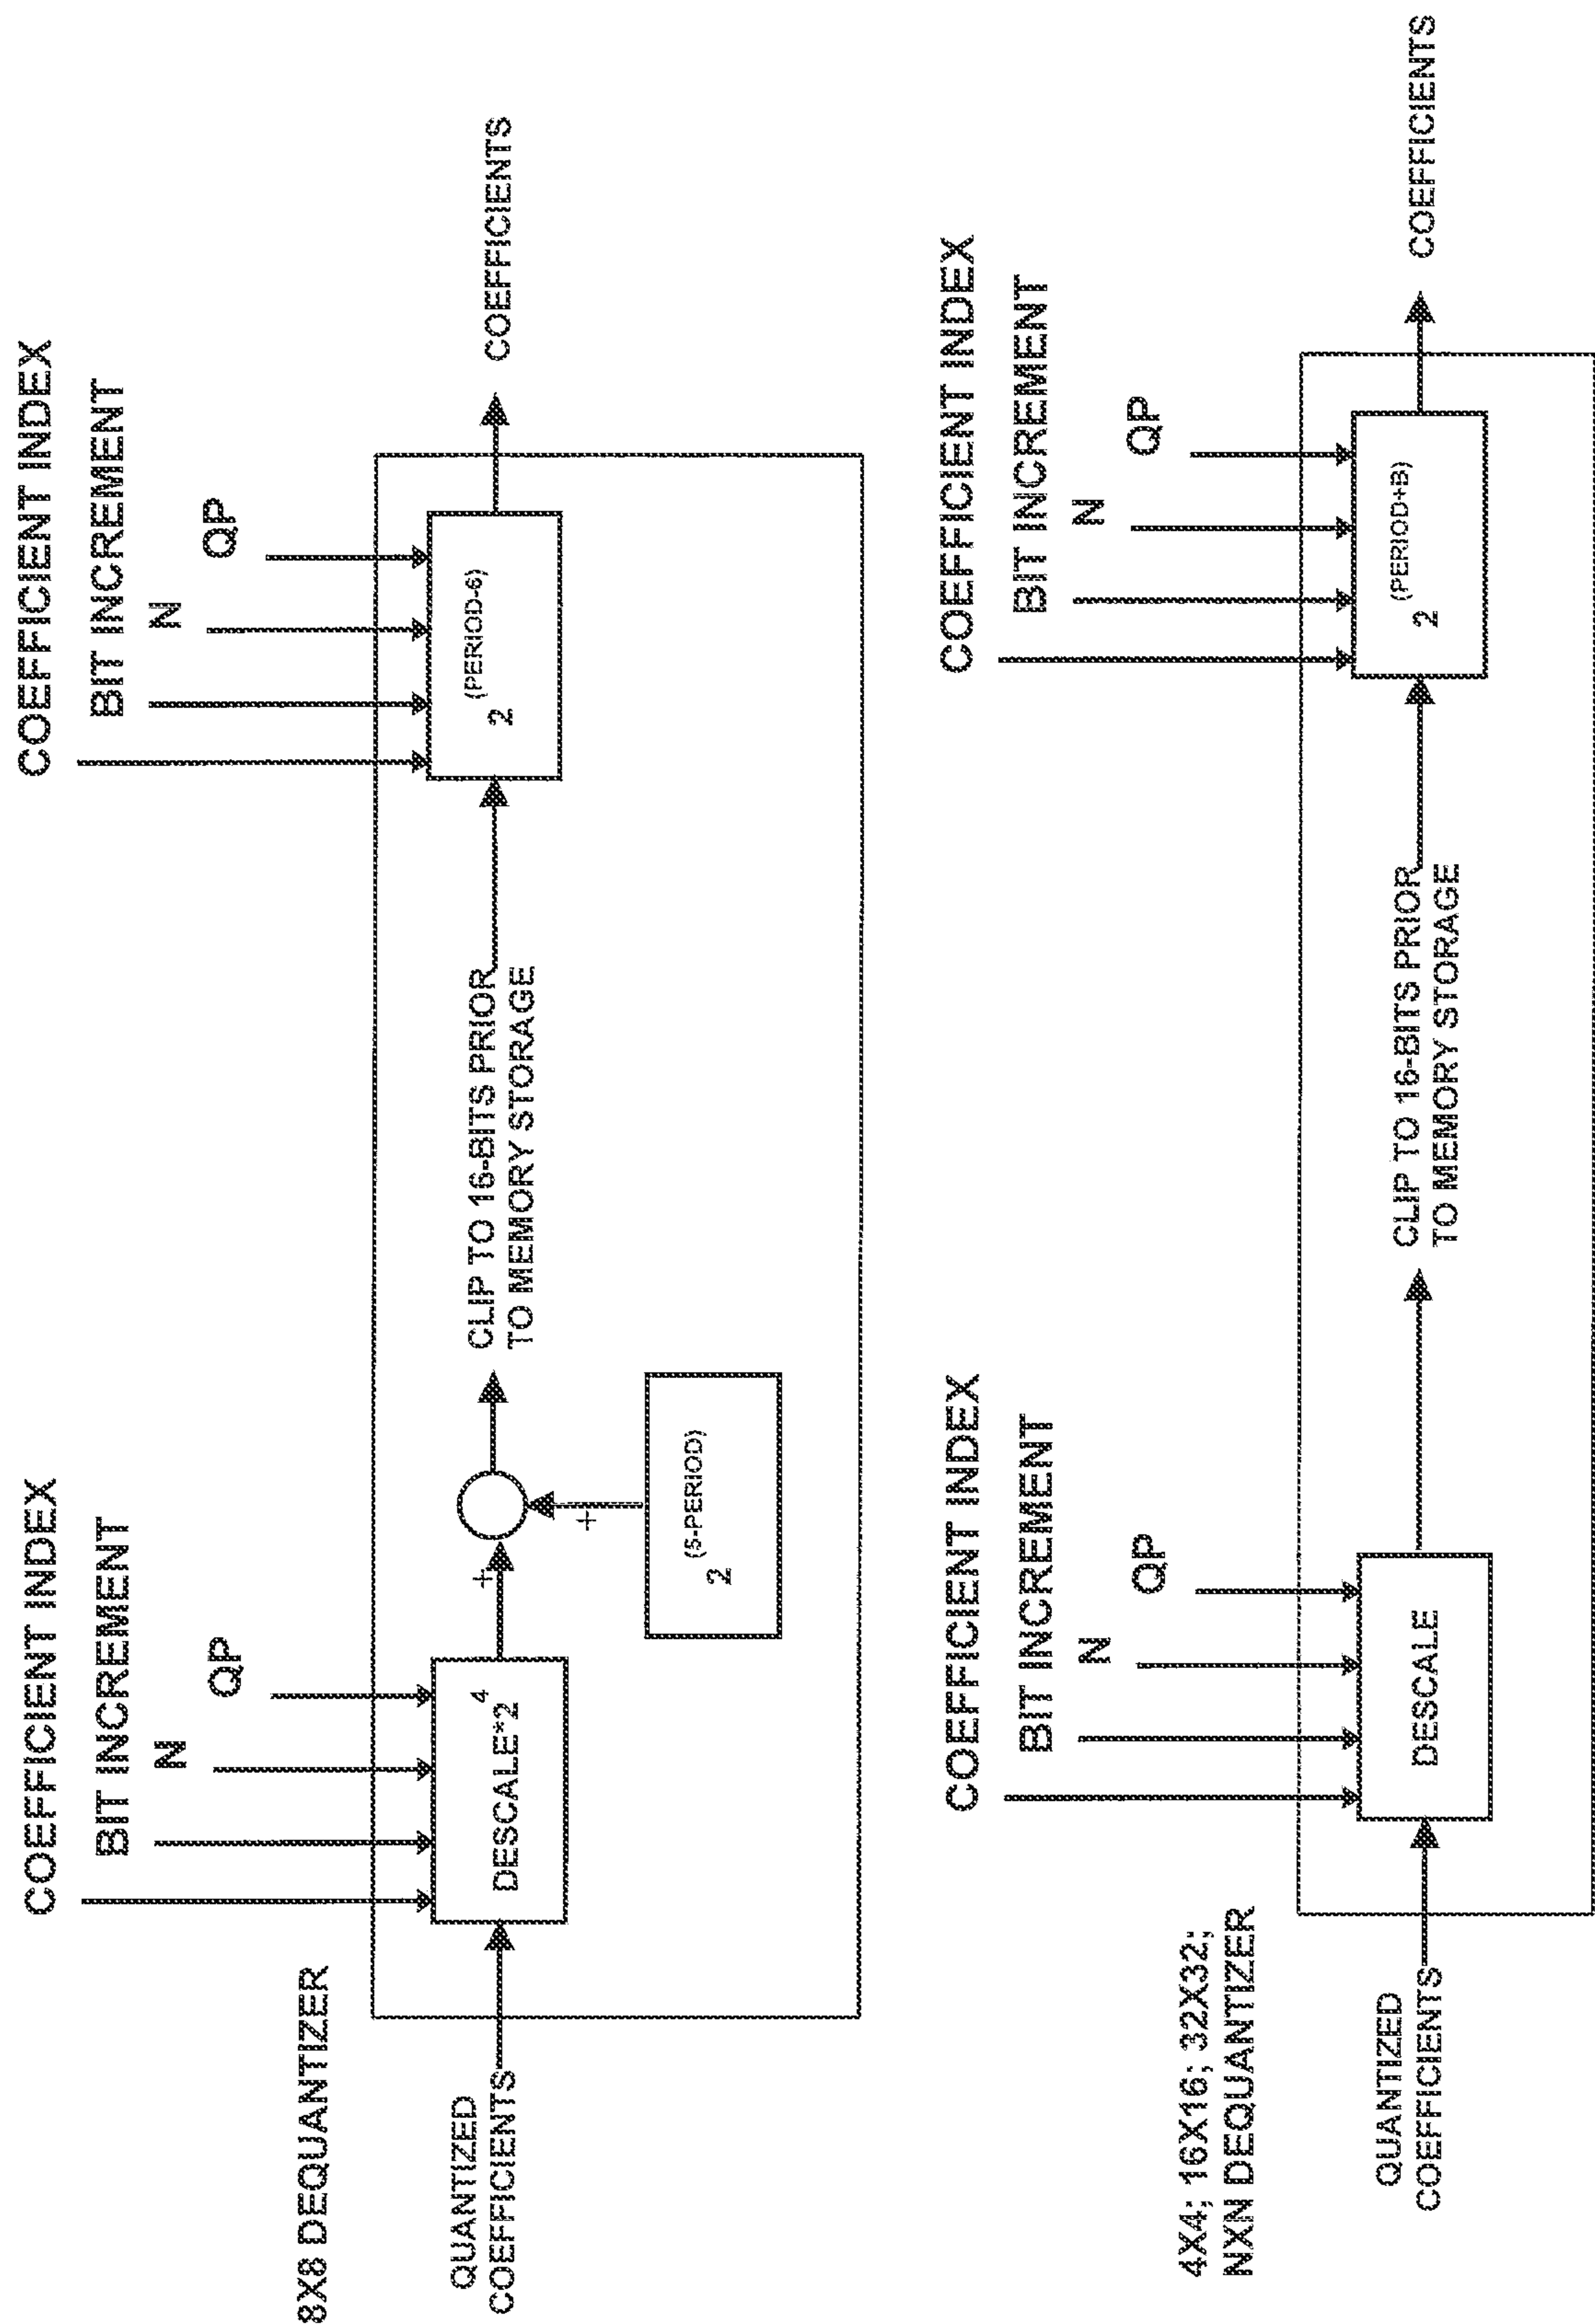 8X8 DEQUANTIZER
COEFFICIENT INDEX
BIT INCREMENT
N
QP
QUANTIZED
COEFFICIENTS
DESCALE*2^4
+
+
2^(5-PERIOD)
CLIP TO 16-BITS PRIOR
TO MEMORY STORAGE
COEFFICIENT INDEX
BIT INCREMENT
N
QP
2^(PERIOD-6)
COEFFICIENTS
4X4; 16X16; 32X32;
NXN DEQUANTIZER
COEFFICIENT INDEX
BIT INCREMENT
N
QP
QUANTIZED
COEFFICIENTS
DESCALE
CLIP TO 16-BITS PRIOR
TO MEMORY STORAGE
COEFFICIENT INDEX
BIT INCREMENT
N
QP
2^(PERIOD+B)
COEFFICIENTS